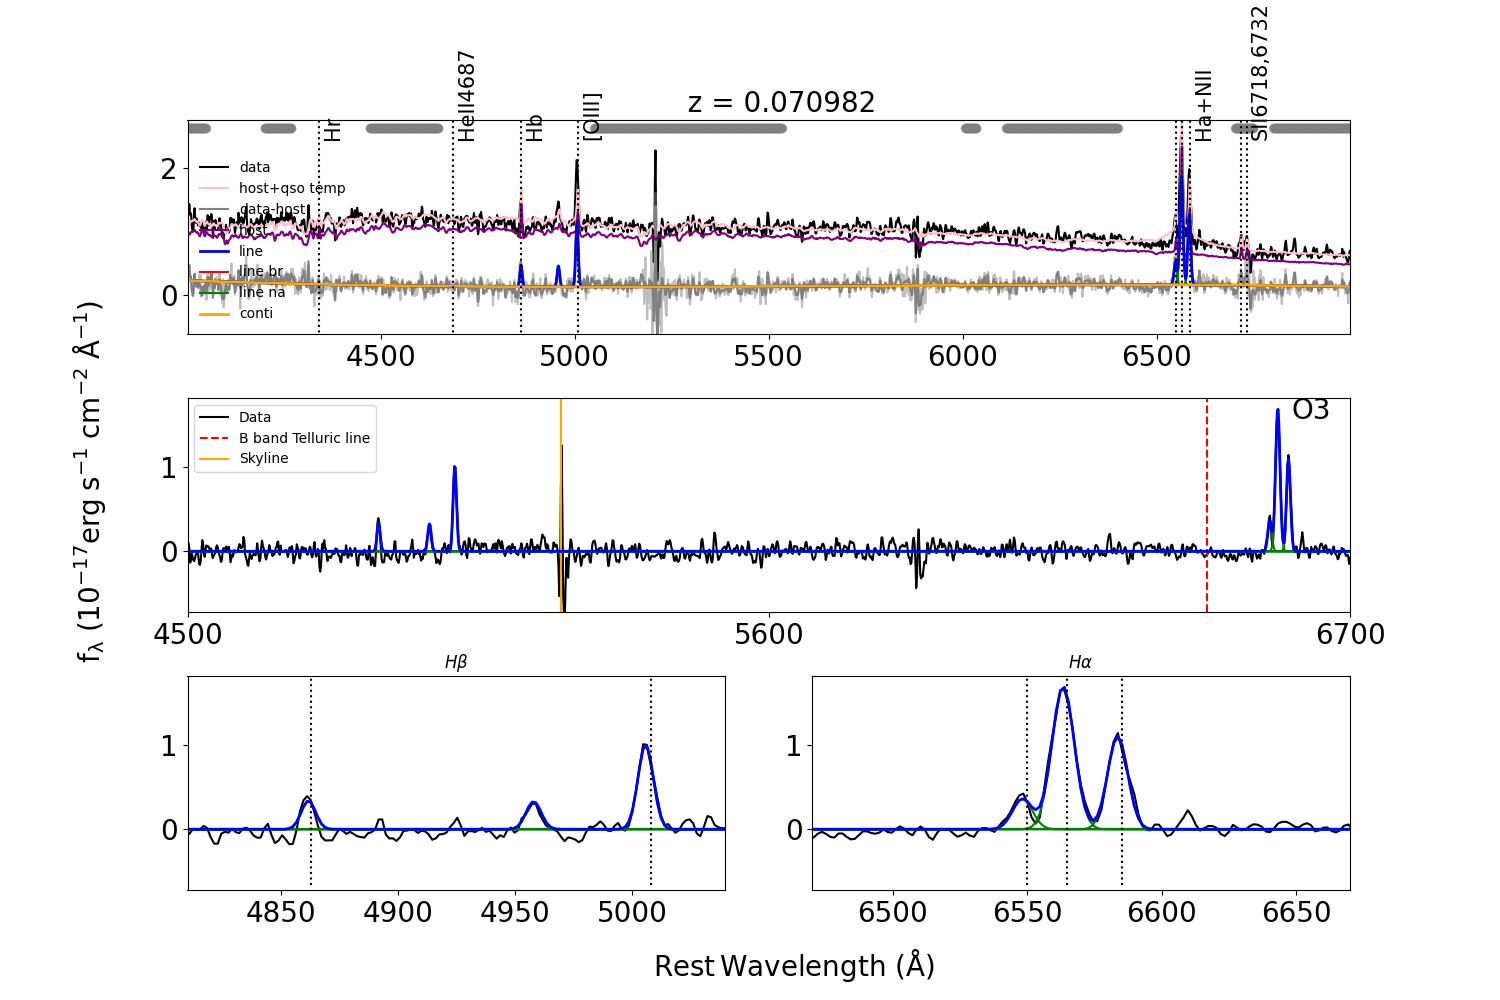 z = 0.070982
Hr
HeII4687
Hb
[OIII]
Ha+NII
SII6718,6732
data
host+qso temp
data-host
host
line
line br
line na
conti
2
0
4500 5000 5500 6000 6500
Data
B band Telluric line
Skyline
O3
1
0
4500 5600 6700
fλ (10−17erg s−1 cm−2 Å−1)
Hβ
1
0
4850 4900 4950 5000
Hα
1
0
6500 6550 6600 6650
Rest Wavelength (Å)